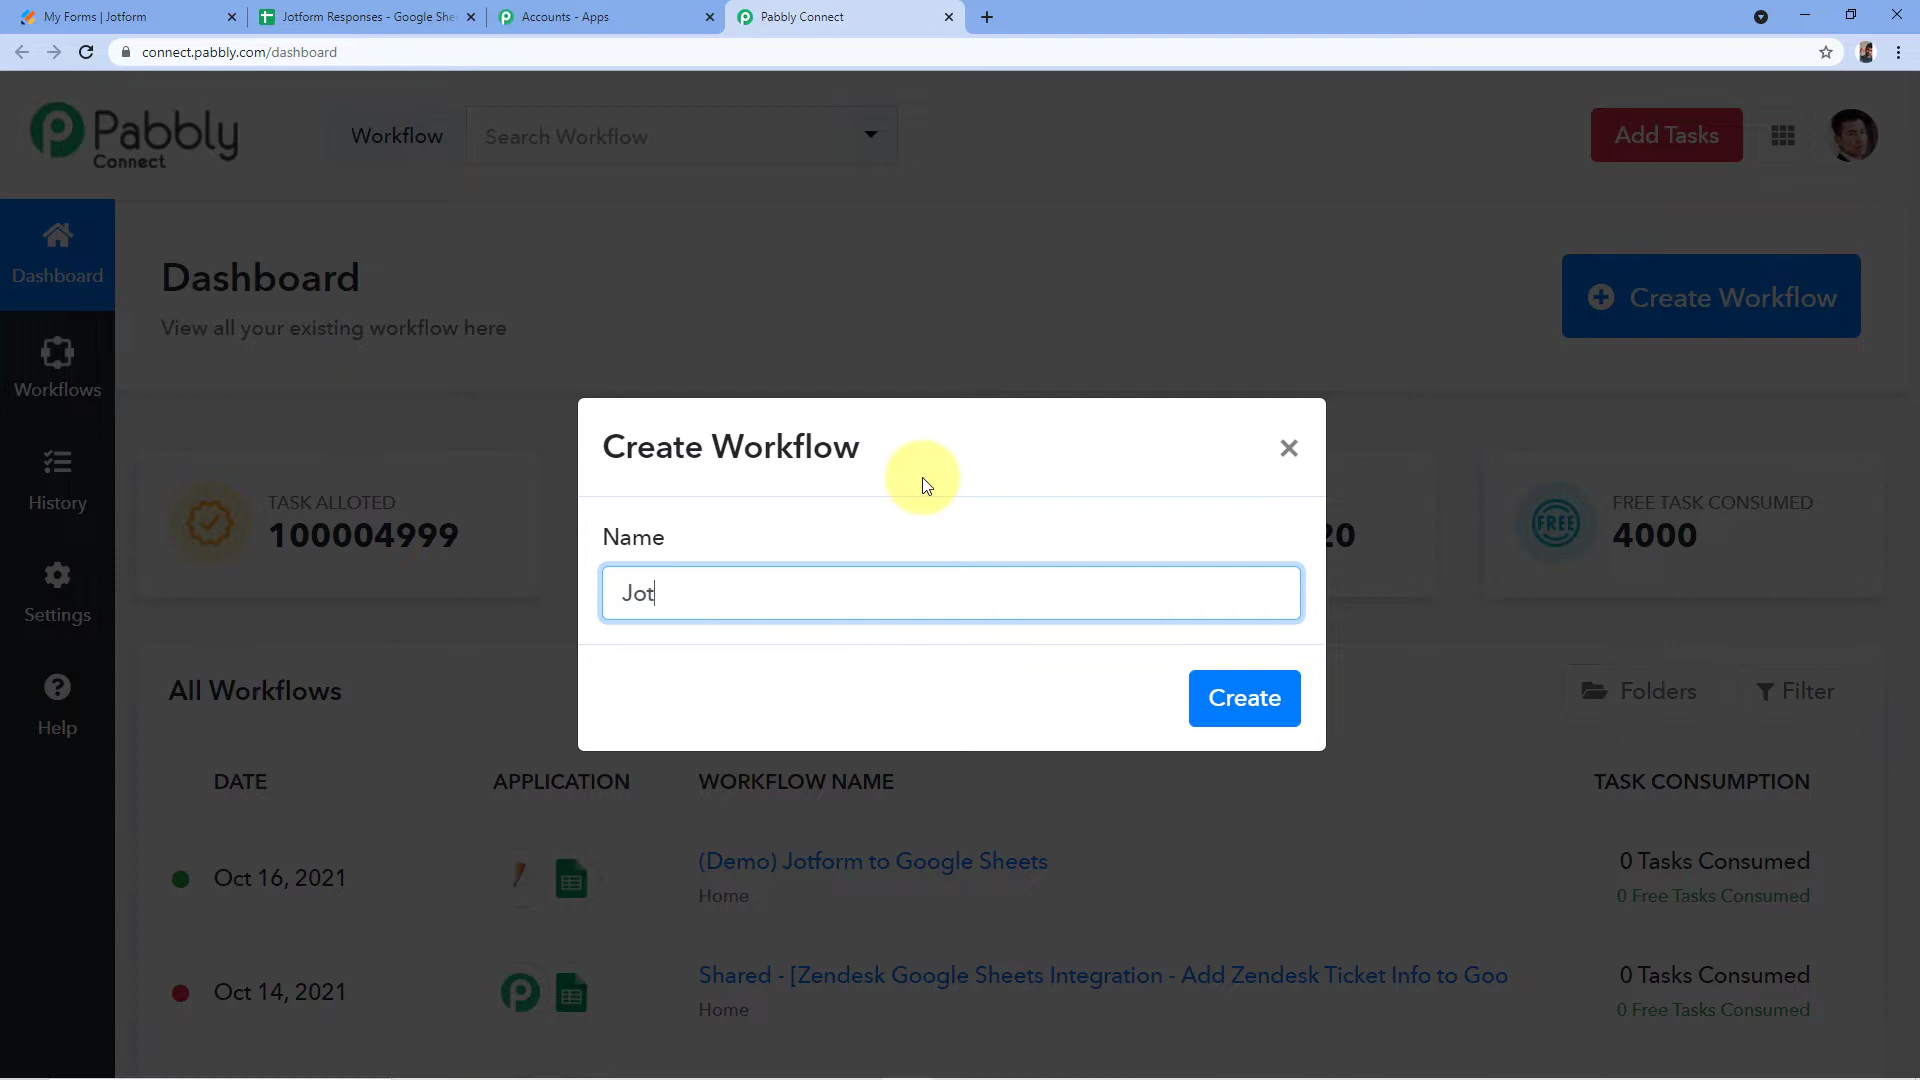 My Forms | Jotform
Jotform Responses - Google She
Accounts - Apps
Pabbly Connect
connect.pabbly.com/dashboard
Pabbly
Connect
Workflow
Search Workflow
Add Tasks
Dashboard
Dashboard
View all your existing workflow here
Create Workflow
Workflows
Create Workflow
History
TASK ALLOTED
100004999
Name
20
FREE
FREE TASK CONSUMED
4000
Jot
Settings
Create
All Workflows
Folders
Filter
Help
DATE
APPLICATION
WORKFLOW NAME
TASK CONSUMPTION
Oct 16, 2021
(Demo) Jotform to Google Sheets
Home
0 Tasks Consumed
0 Free Tasks Consumed
Oct 14, 2021
Shared - [Zendesk Google Sheets Integration - Add Zendesk Ticket Info to Goo
Home
0 Tasks Consumed
0 Free Tasks Consumed